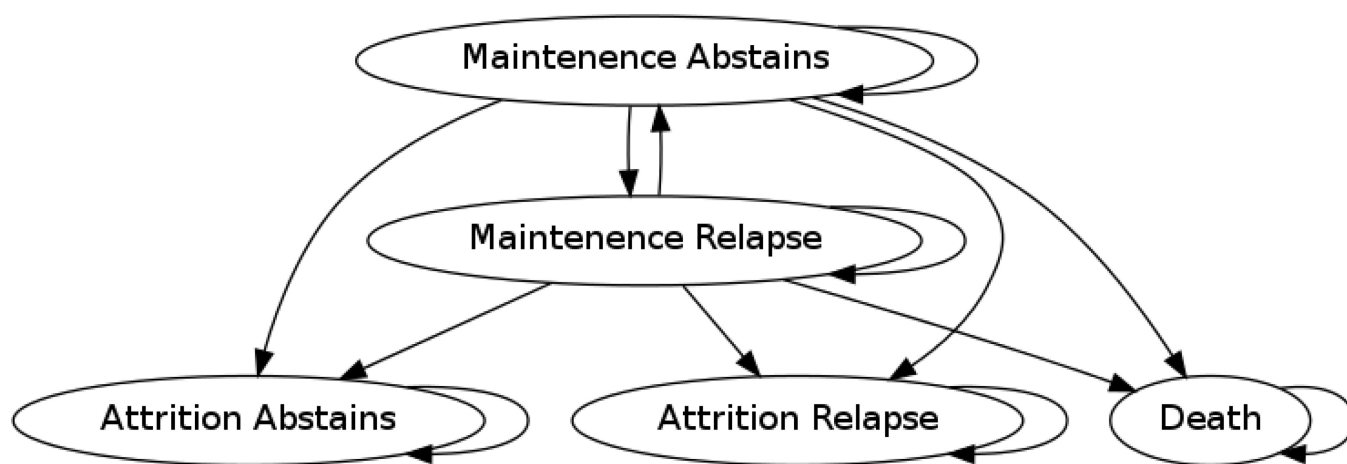 Maintenence Abstains
Maintenence Relapse
Attrition Abstains
Attrition Relapse
Death